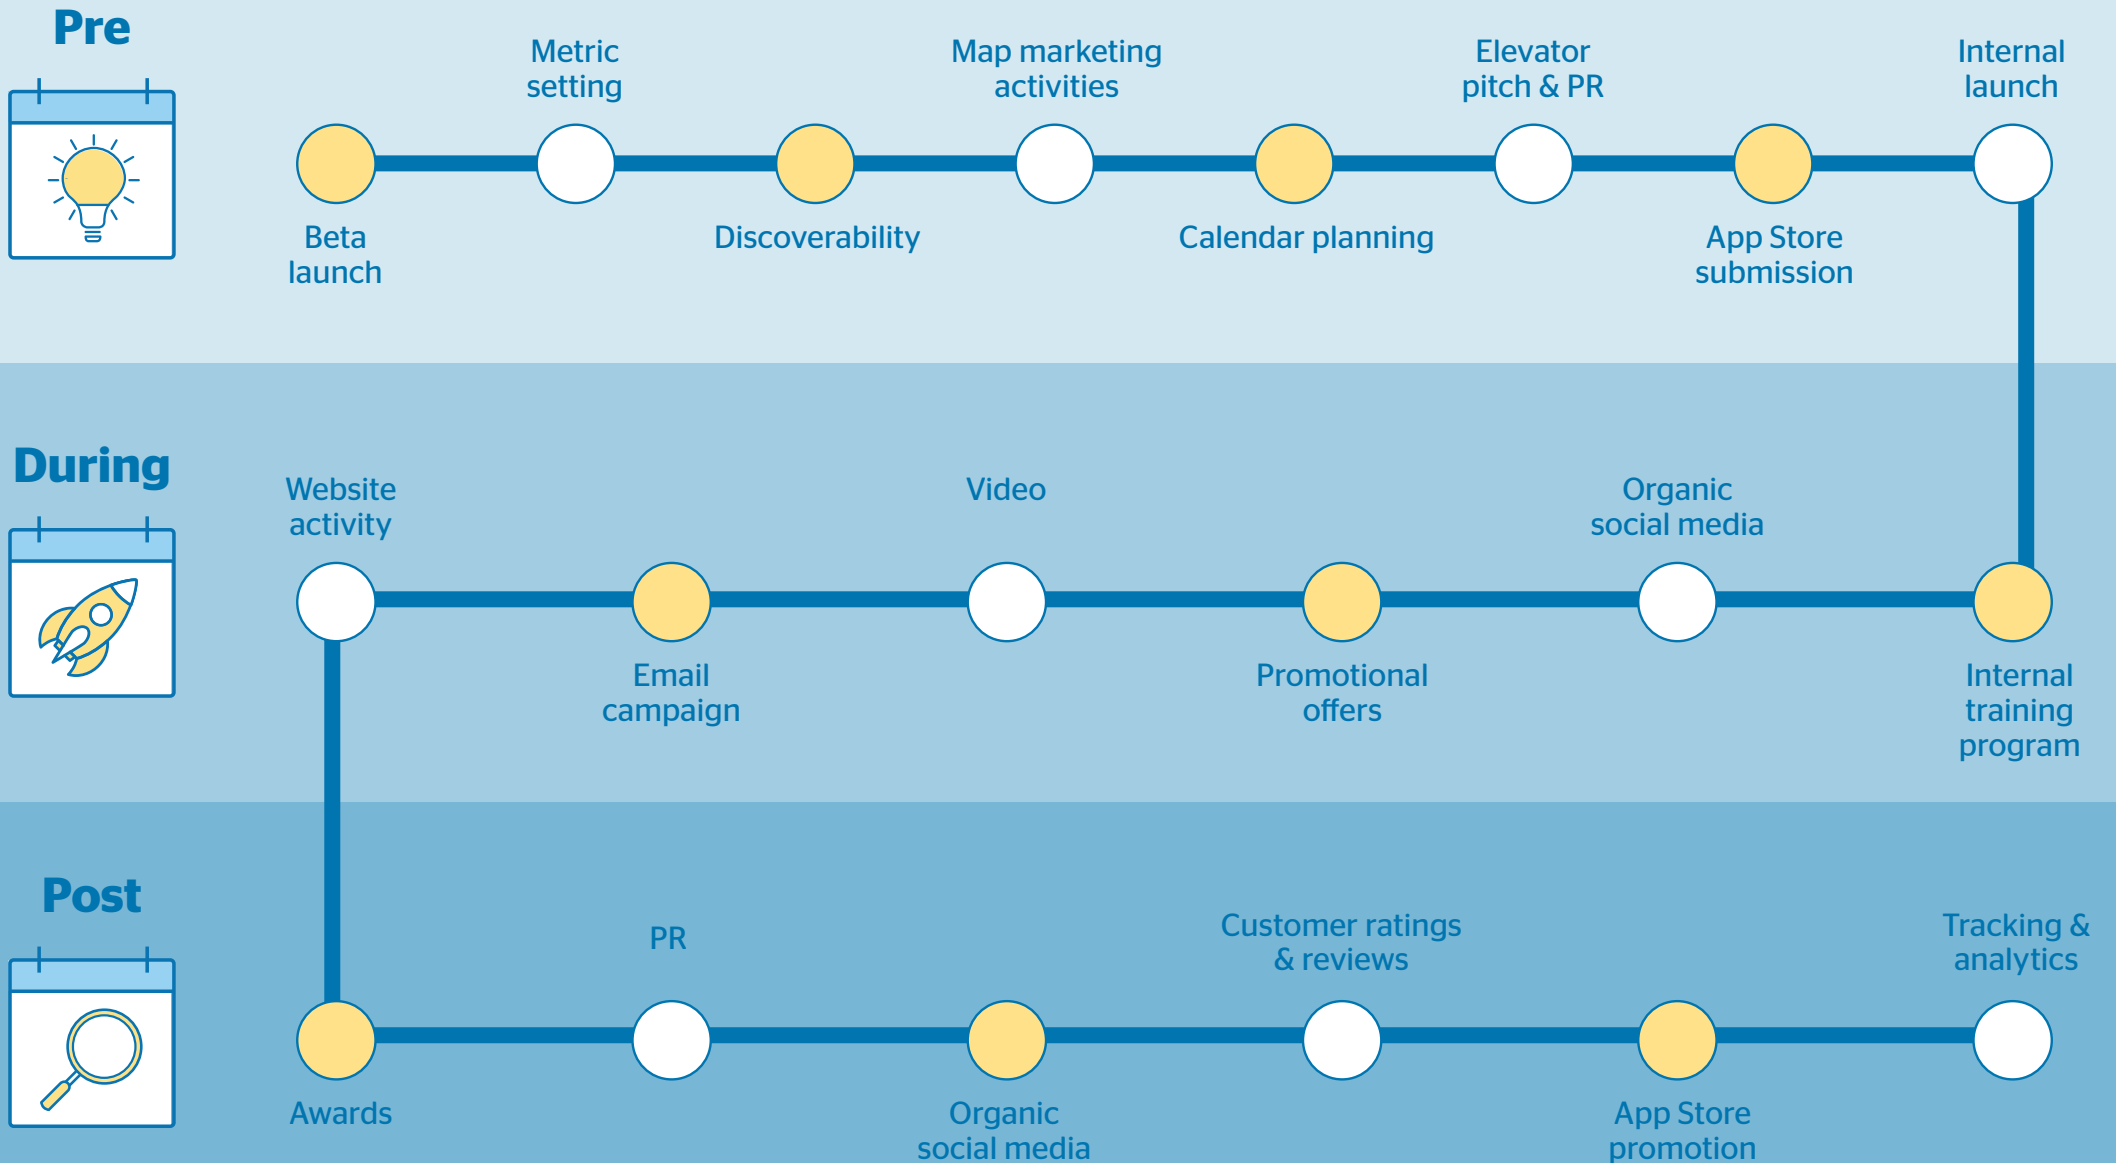 Pre
Metric
setting
Map marketing
activities
Elevator
pitch & PR
Internal
launch
Beta
launch
Discoverability
Calendar planning
App Store
submission
During
Website
activity
Video
Organic
social media
Email
campaign
Promotional
offers
Internal
training
program
Post
PR
Customer ratings
& reviews
Tracking &
analytics
Awards
Organic
social media
App Store
promotion